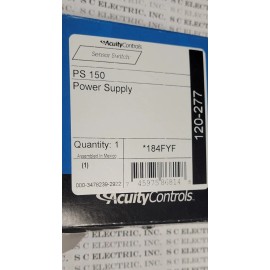 AcuityControls
Sensor Switch
PS 150
Power Supply
120-277
Quantity: 1
*184FYF
Assembled in Mexico
(1)
AcuityControls.
S C ELECTRIC, INC.